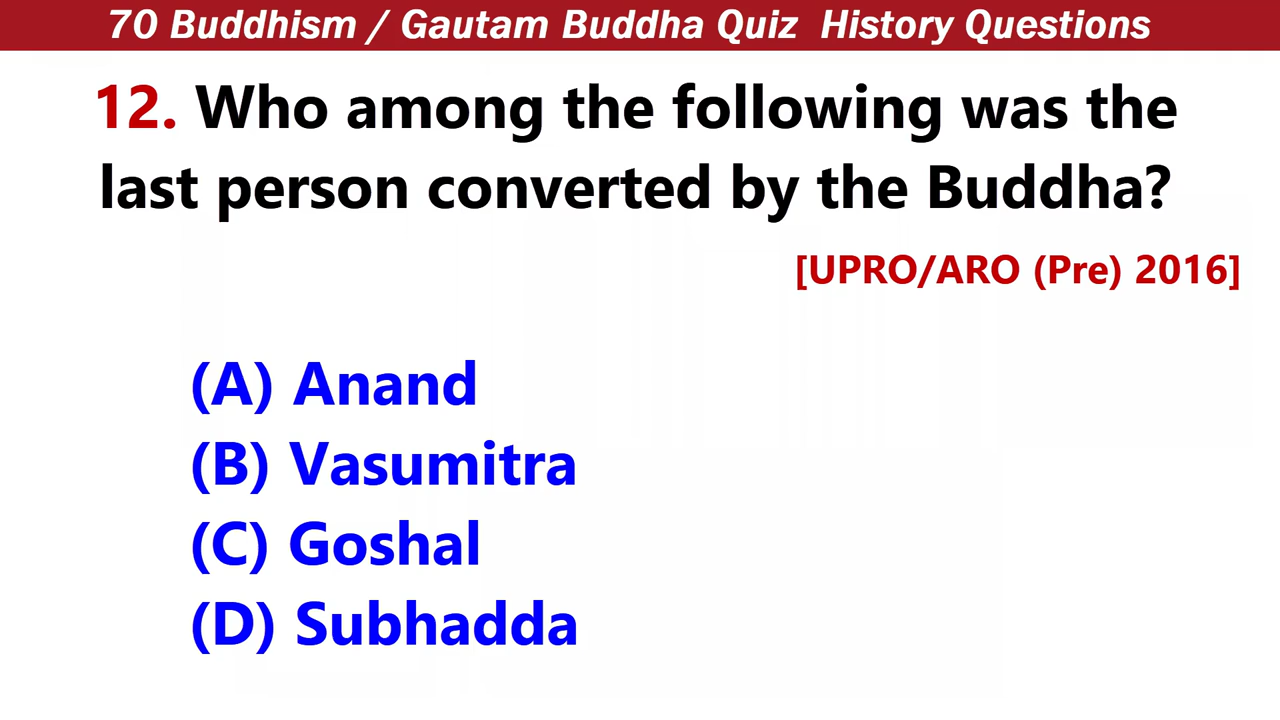 70 Buddhism / Gautam Buddha Quiz History Questions
12. Who among the following was the
last person converted by the Buddha?
[UPRO/ARO (Pre) 2016]
(A) Anand
(B) Vasumitra
(C) Goshal
(D) Subhadda